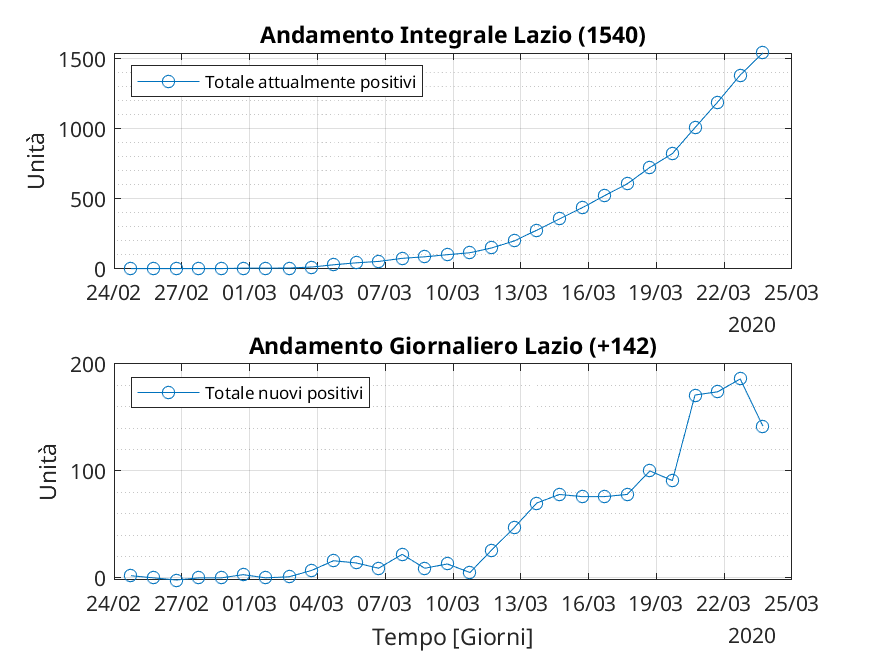 Andamento Integrale Lazio (1540)
1500
1000
500
0
Unità
Totale attualmente positivi
24/02 27/02 01/03 04/03 07/03 10/03 13/03 16/03 19/03 22/03 25/03
2020
Andamento Giornaliero Lazio (+142)
200
100
0
Unità
Totale nuovi positivi
24/02 27/02 01/03 04/03 07/03 10/03 13/03 16/03 19/03 22/03 25/03
Tempo [Giorni]
2020